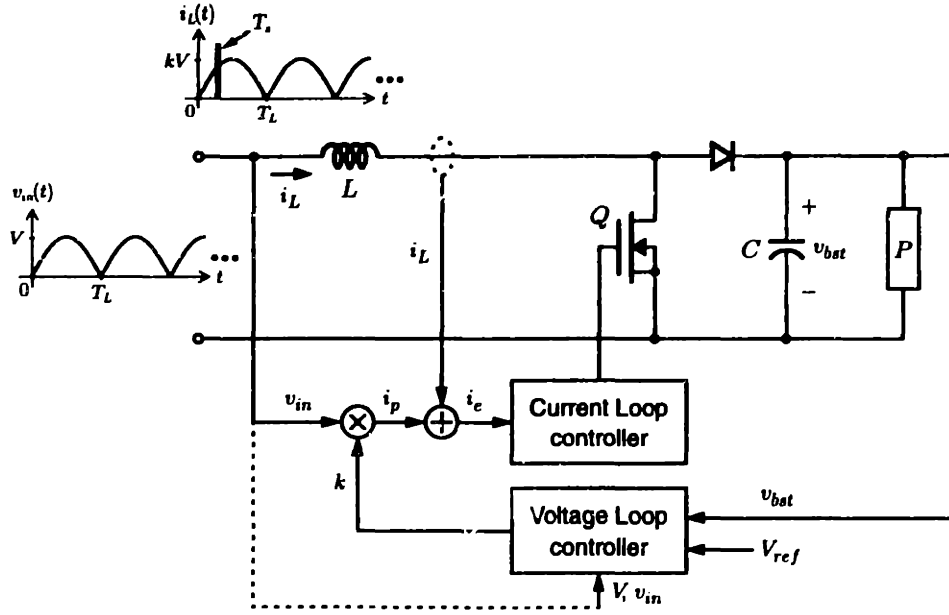 i_L(t)
T_s
kV
0
T_L
t
v_in(t)
V
0
T_L
t
i_L
L
Q
i_L
C
+
v_bst
−
P
v_in
×
i_p
+
i_e
Current Loop
controller
k
Voltage Loop
controller
v_bst
V_ref
V, v_in